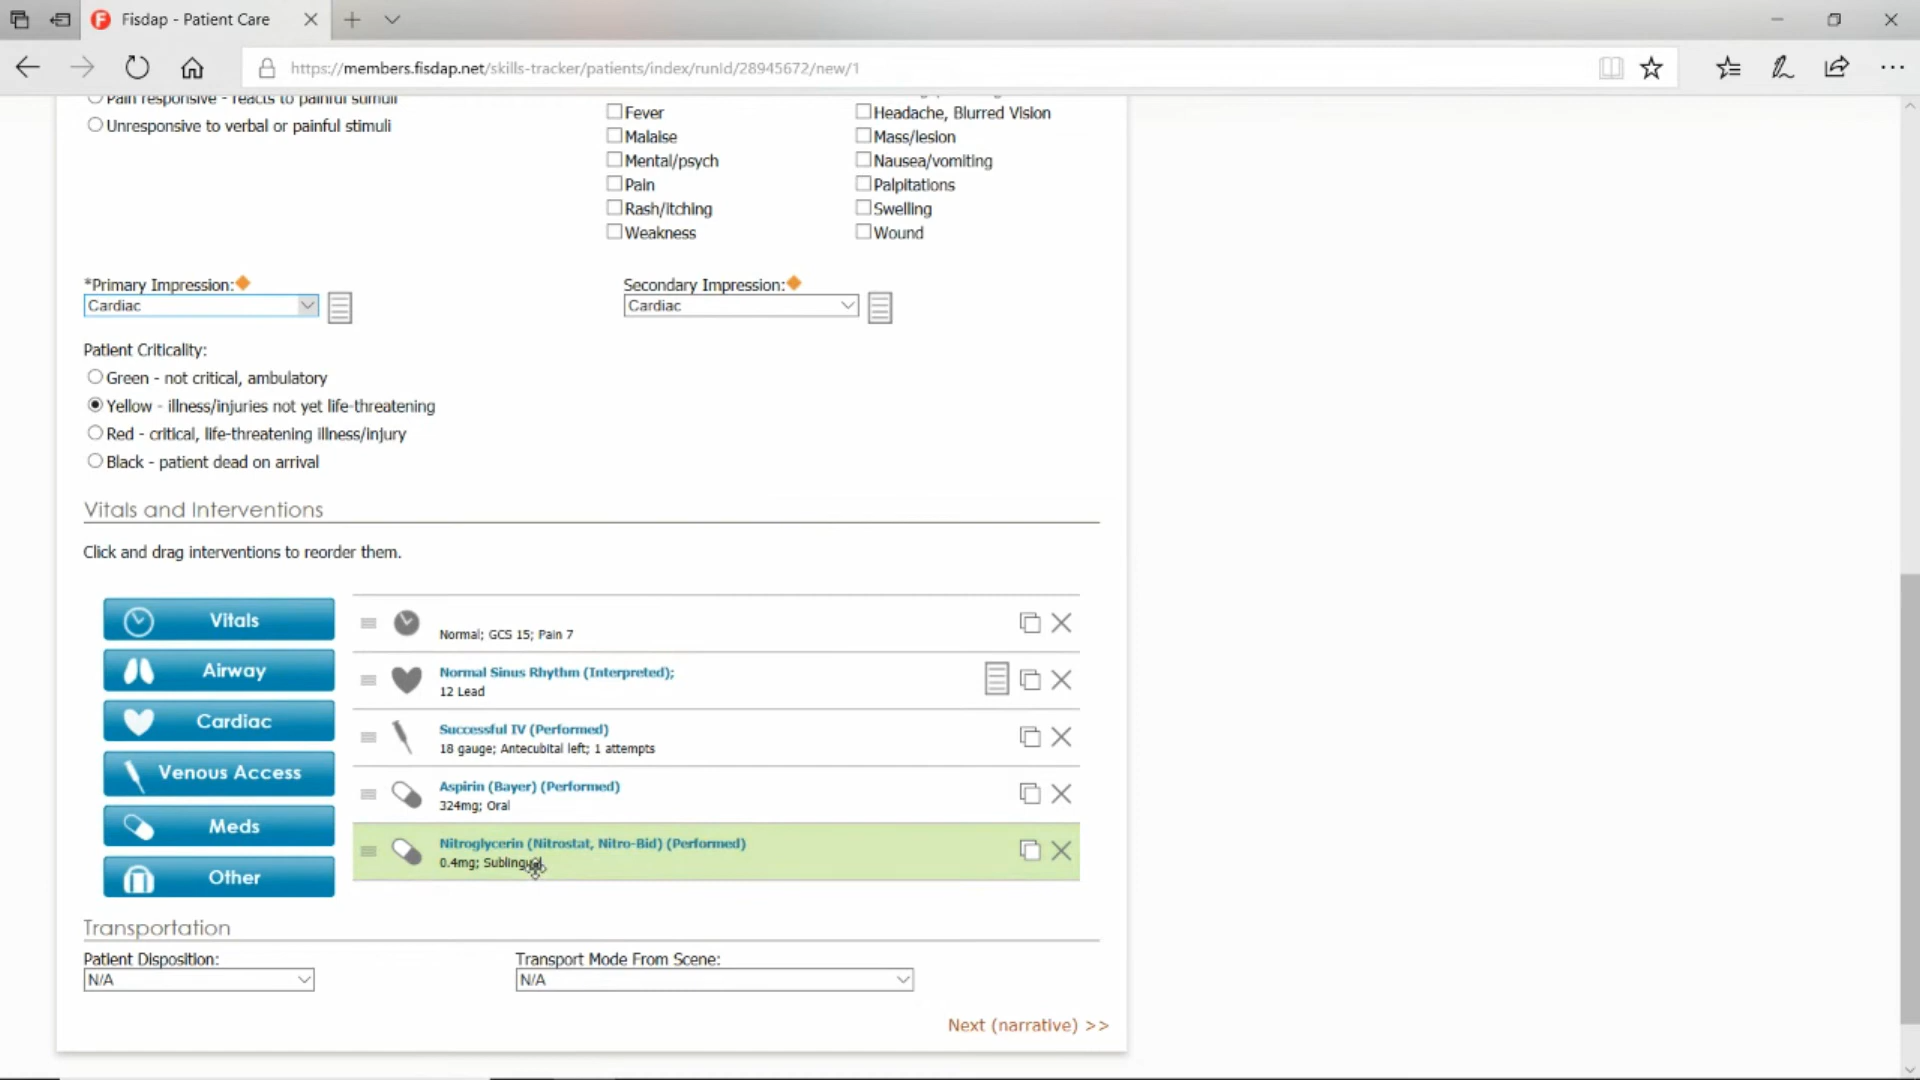 Fisdap - Patient Care
https://members.fisdap.net/skills-tracker/patients/index/runId/28945672/new/1
Pain responsive - reacts to painful stimuli
Unresponsive to verbal or painful stimuli
Fever
Malaise
Mental/psych
Pain
Rash/itching
Weakness
Headache, Blurred Vision
Mass/lesion
Nausea/vomiting
Palpitations
Swelling
Wound
*Primary Impression:
Cardiac
Secondary Impression:
Cardiac
Patient Criticality:
Green - not critical, ambulatory
Yellow - illness/injuries not yet life-threatening
Red - critical, life-threatening illness/injury
Black - patient dead on arrival
Vitals and Interventions
Click and drag interventions to reorder them.
Vitals
Airway
Cardiac
Venous Access
Meds
Other
Normal; GCS 15; Pain 7
Normal Sinus Rhythm (Interpreted);
12 Lead
Successful IV (Performed)
18 gauge; Antecubital left; 1 attempts
Aspirin (Bayer) (Performed)
324mg; Oral
Nitroglycerin (Nitrostat, Nitro-Bid) (Performed)
0.4mg; Sublingual
Transportation
Patient Disposition:
N/A
Transport Mode From Scene:
N/A
Next (narrative) >>